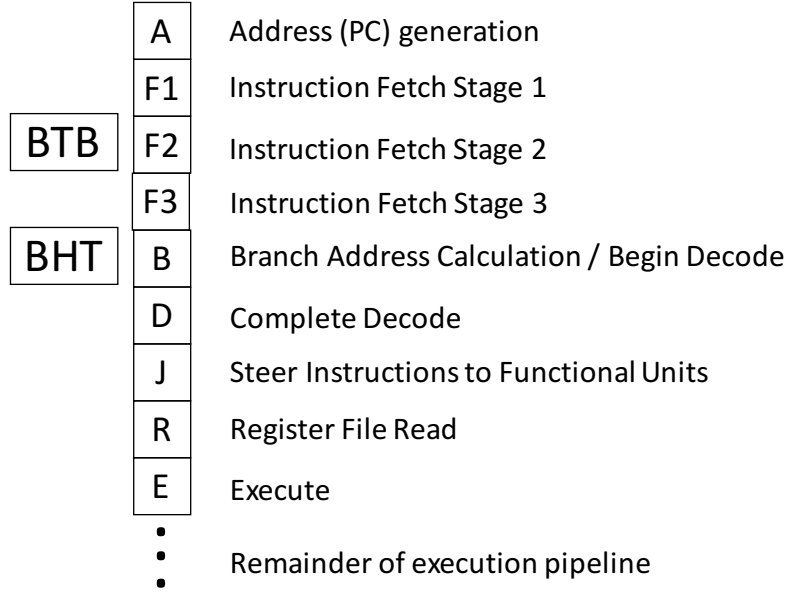 A Address (PC) generation
F1 Instruction Fetch Stage 1
BTB F2 Instruction Fetch Stage 2
F3 Instruction Fetch Stage 3
BHT B Branch Address Calculation / Begin Decode
D Complete Decode
J Steer Instructions to Functional Units
R Register File Read
E Execute
Remainder of execution pipeline